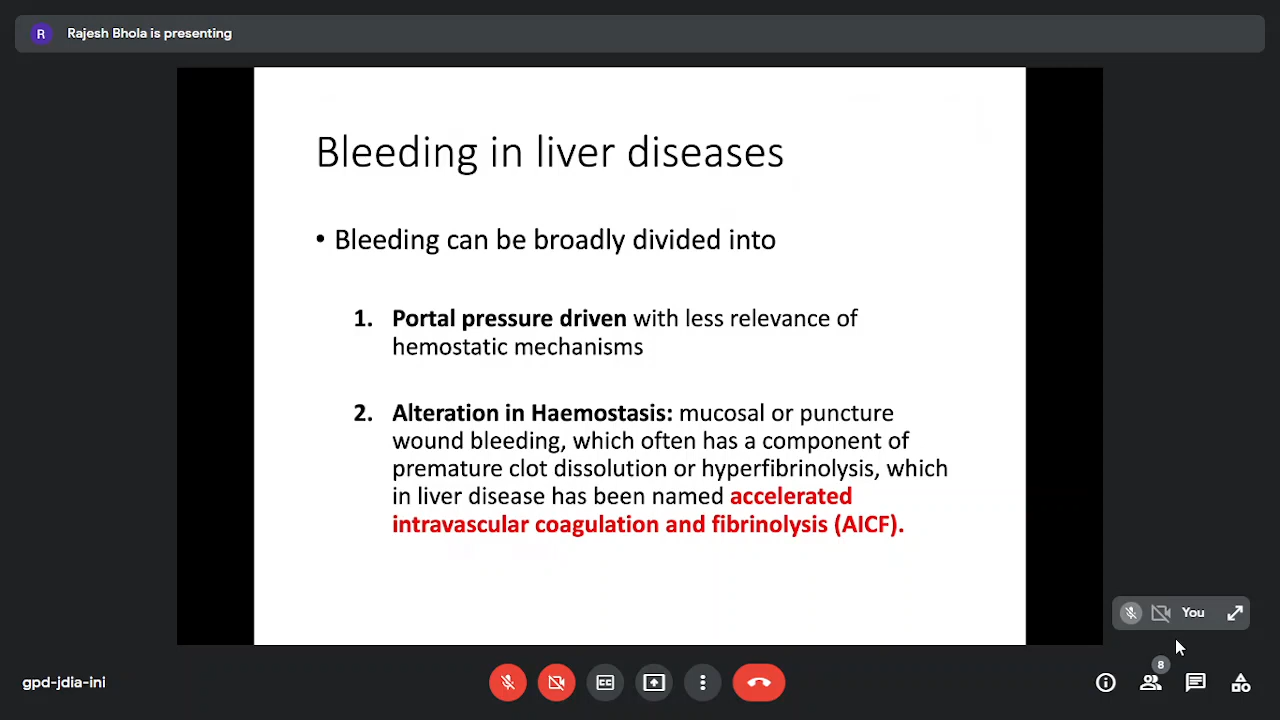 R
Rajesh Bhola is presenting
Bleeding in liver diseases
• Bleeding can be broadly divided into
1. Portal pressure driven with less relevance of
hemostatic mechanisms
2. Alteration in Haemostasis: mucosal or puncture
wound bleeding, which often has a component of
premature clot dissolution or hyperfibrinolysis, which
in liver disease has been named accelerated
intravascular coagulation and fibrinolysis (AICF).
You
8
gpd-jdia-ini
CC